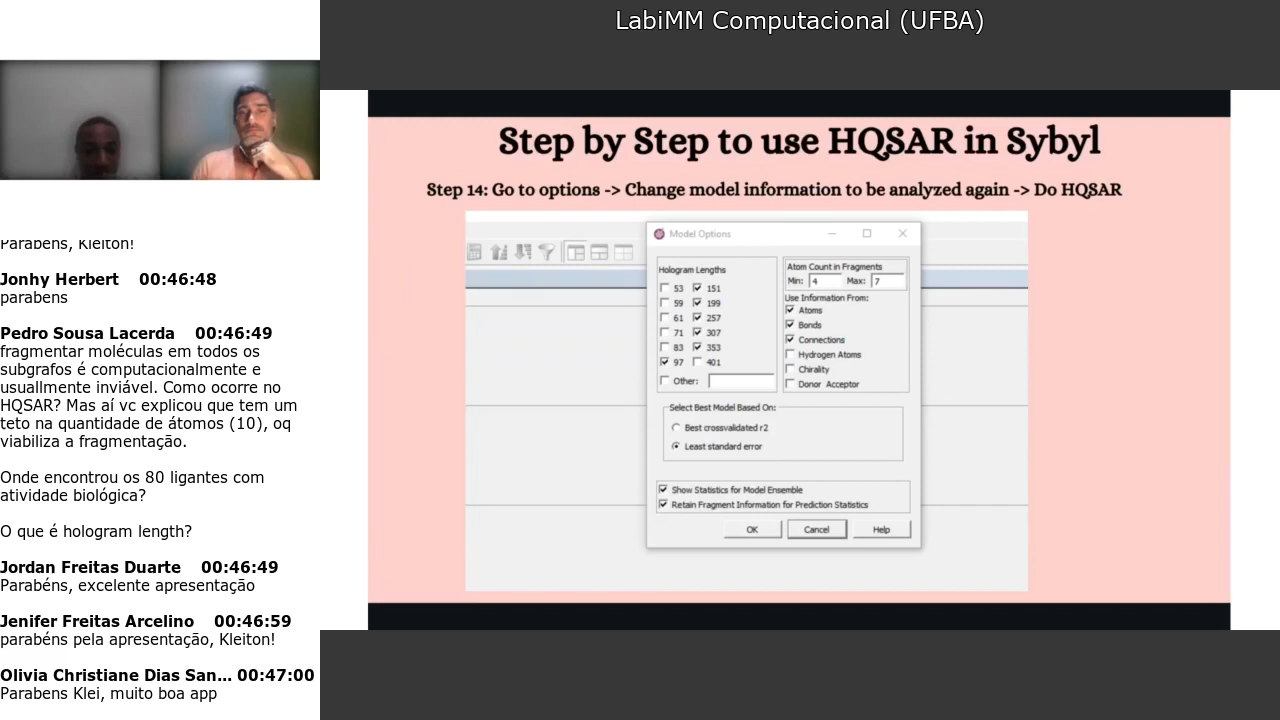 LabiMM Computacional (UFBA)
Parabéns, Kleiton!
Jonhy Herbert 00:46:48
parabens
Pedro Sousa Lacerda 00:46:49
fragmentar moléculas em todos os
subgrafos é computacionalmente e
usuallmente inviável. Como ocorre no
HQSAR? Mas aí vc explicou que tem um
teto na quantidade de átomos (10), oq
viabiliza a fragmentação.
Onde encontrou os 80 ligantes com
atividade biológica?
O que é hologram length?
Jordan Freitas Duarte 00:46:49
Parabéns, excelente apresentação
Jenifer Freitas Arcelino 00:46:59
parabéns pela apresentação, Kleiton!
Olivia Christiane Dias San... 00:47:00
Parabens Klei, muito boa app
Step by Step to use HQSAR in Sybyl
Step 14: Go to options -> Change model information to be analyzed again -> Do HQSAR
Model Options
Hologram Lengths
53 151
59 199
61 257
71 307
83 353
97 401
Other:
Atom Count in Fragments
Min: 4 Max: 7
Use Information From:
Atoms
Bonds
Connections
Hydrogen Atoms
Chirality
Donor Acceptor
Select Best Model Based On:
Best crossvalidated r2
Least standard error
Show Statistics for Model Ensemble
Retain Fragment Information for Prediction Statistics
OK Cancel Help